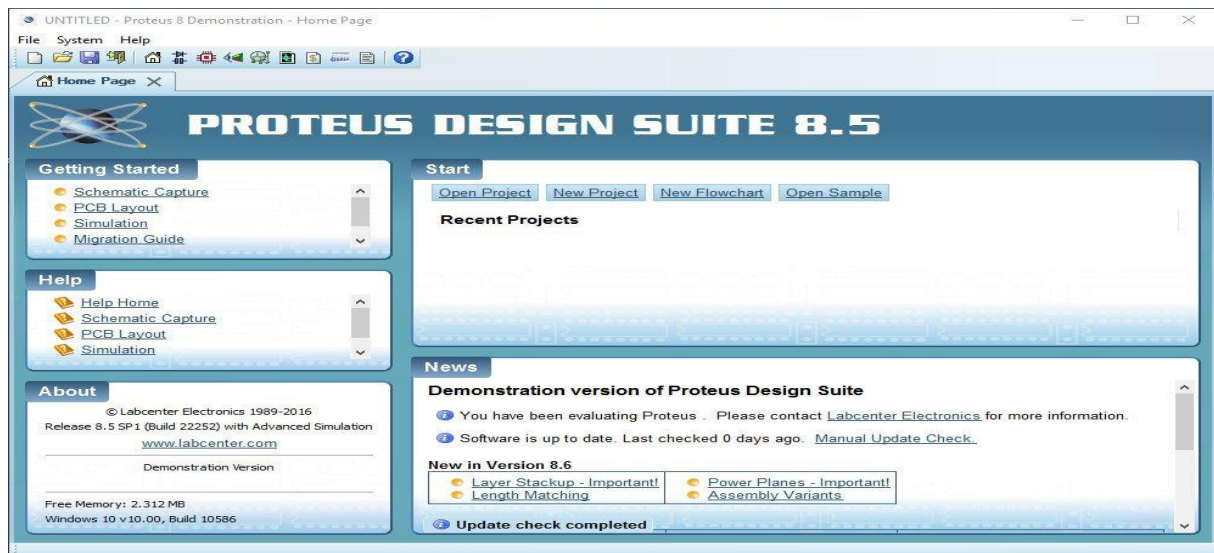 UNTITLED - Proteus 8 Demonstration - Home Page
File System Help
Home Page
PROTEUS DESIGN SUITE 8.5
Getting Started
Schematic Capture
PCB Layout
Simulation
Migration Guide
Help
Help Home
Schematic Capture
PCB Layout
Simulation
About
© Labcenter Electronics 1989-2016
Release 8.5 SP1 (Build 22252) with Advanced Simulation
www.labcenter.com
Demonstration Version
Free Memory: 2.312 MB
Windows 10 v10.00, Build 10586
Start
Open Project New Project New Flowchart Open Sample
Recent Projects
News
Demonstration version of Proteus Design Suite
You have been evaluating Proteus . Please contact Labcenter Electronics for more information.
Software is up to date. Last checked 0 days ago. Manual Update Check.
New in Version 8.6
Layer Stackup - Important! Power Planes - Important!
Length Matching Assembly Variants
Update check completed